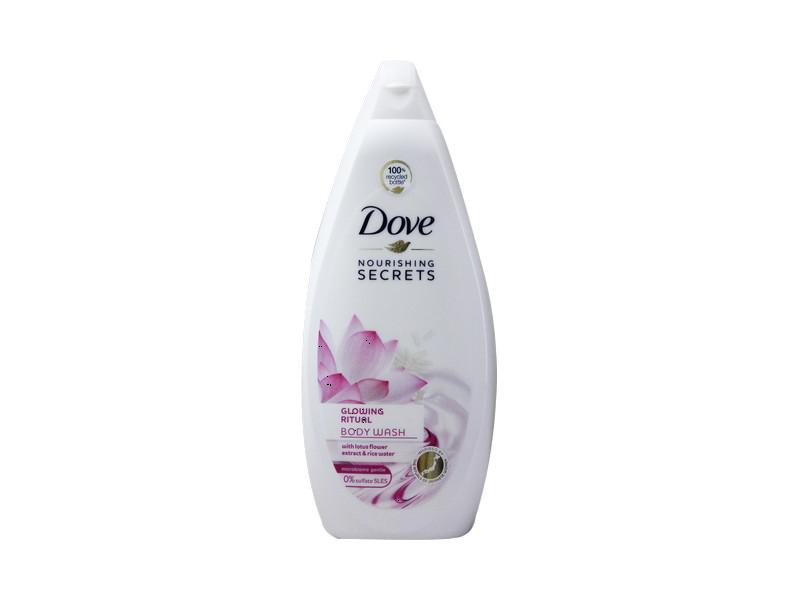 100%
recycled
bottle*
Dove
NOURISHING
SECRETS
GLOWING
RITUAL
BODY WASH
with lotus flower
extract & rice water
microbiome gentle
0% sulfate SLES